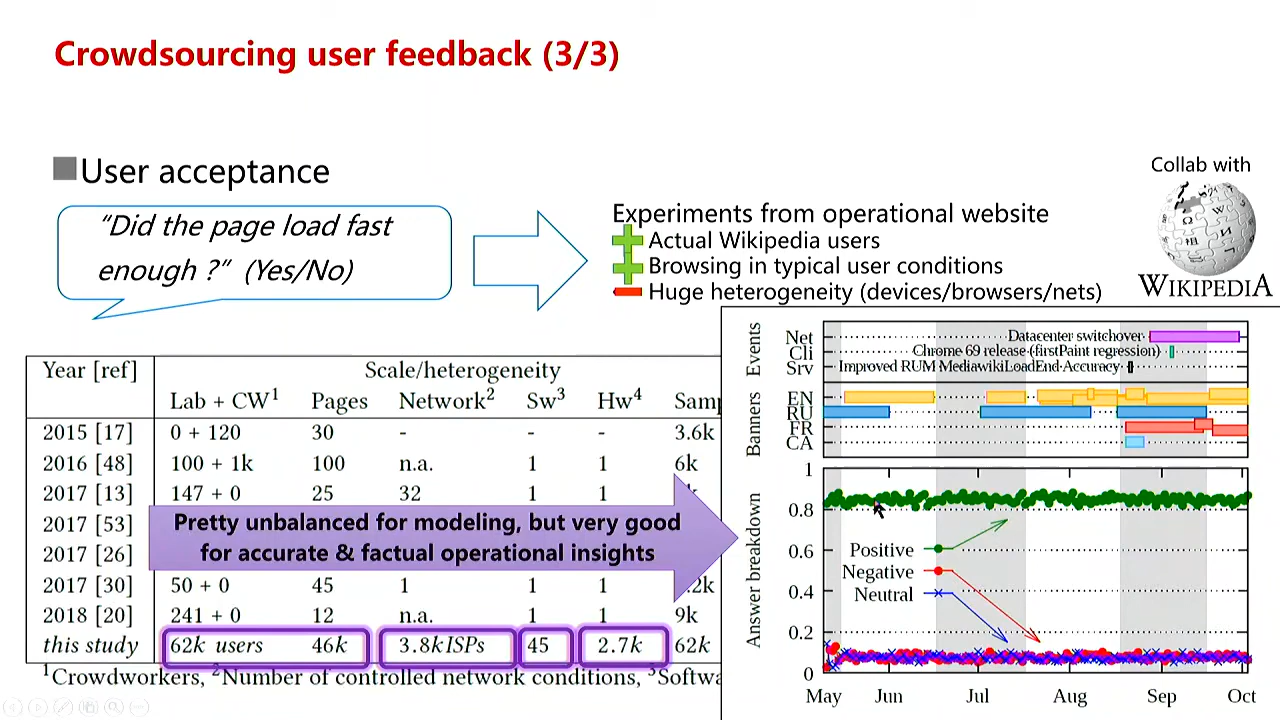 Crowdsourcing user feedback (3/3)
User acceptance
"Did the page load fast
enough ?" (Yes/No)
Experiments from operational website
Actual Wikipedia users
Browsing in typical user conditions
Huge heterogeneity (devices/browsers/nets)
Collab with
WIKIPEDIA
Year [ref] Scale/heterogeneity
Lab + CW¹ Pages Network² Sw³ Hw⁴ Samp
2015 [17] 0 + 120 30 - - - 3.6k
2016 [48] 100 + 1k 100 n.a. 1 1 6k
2017 [13] 147 + 0 25 32 1 1
2017 [53]
2017 [26]
2017 [30] 50 + 0 45 1 1 1 .2k
2018 [20] 241 + 0 12 n.a. 1 1 9k
this study 62k users 46k 3.8k ISPs 45 2.7k 62k
¹Crowdworkers, ²Number of controlled network conditions, ³Softwa
Pretty unbalanced for modeling, but very good
for accurate & factual operational insights
Events
Net
Cli
Srv
Datacenter switchover
Chrome 69 release (firstPaint regression)
Improved RUM MediawikiLoadEnd Accuracy
Banners
EN
RU
FR
CA
Answer breakdown
1
0.8
0.6
0.4
0.2
0
Positive
Negative
Neutral
May Jun Jul Aug Sep Oct